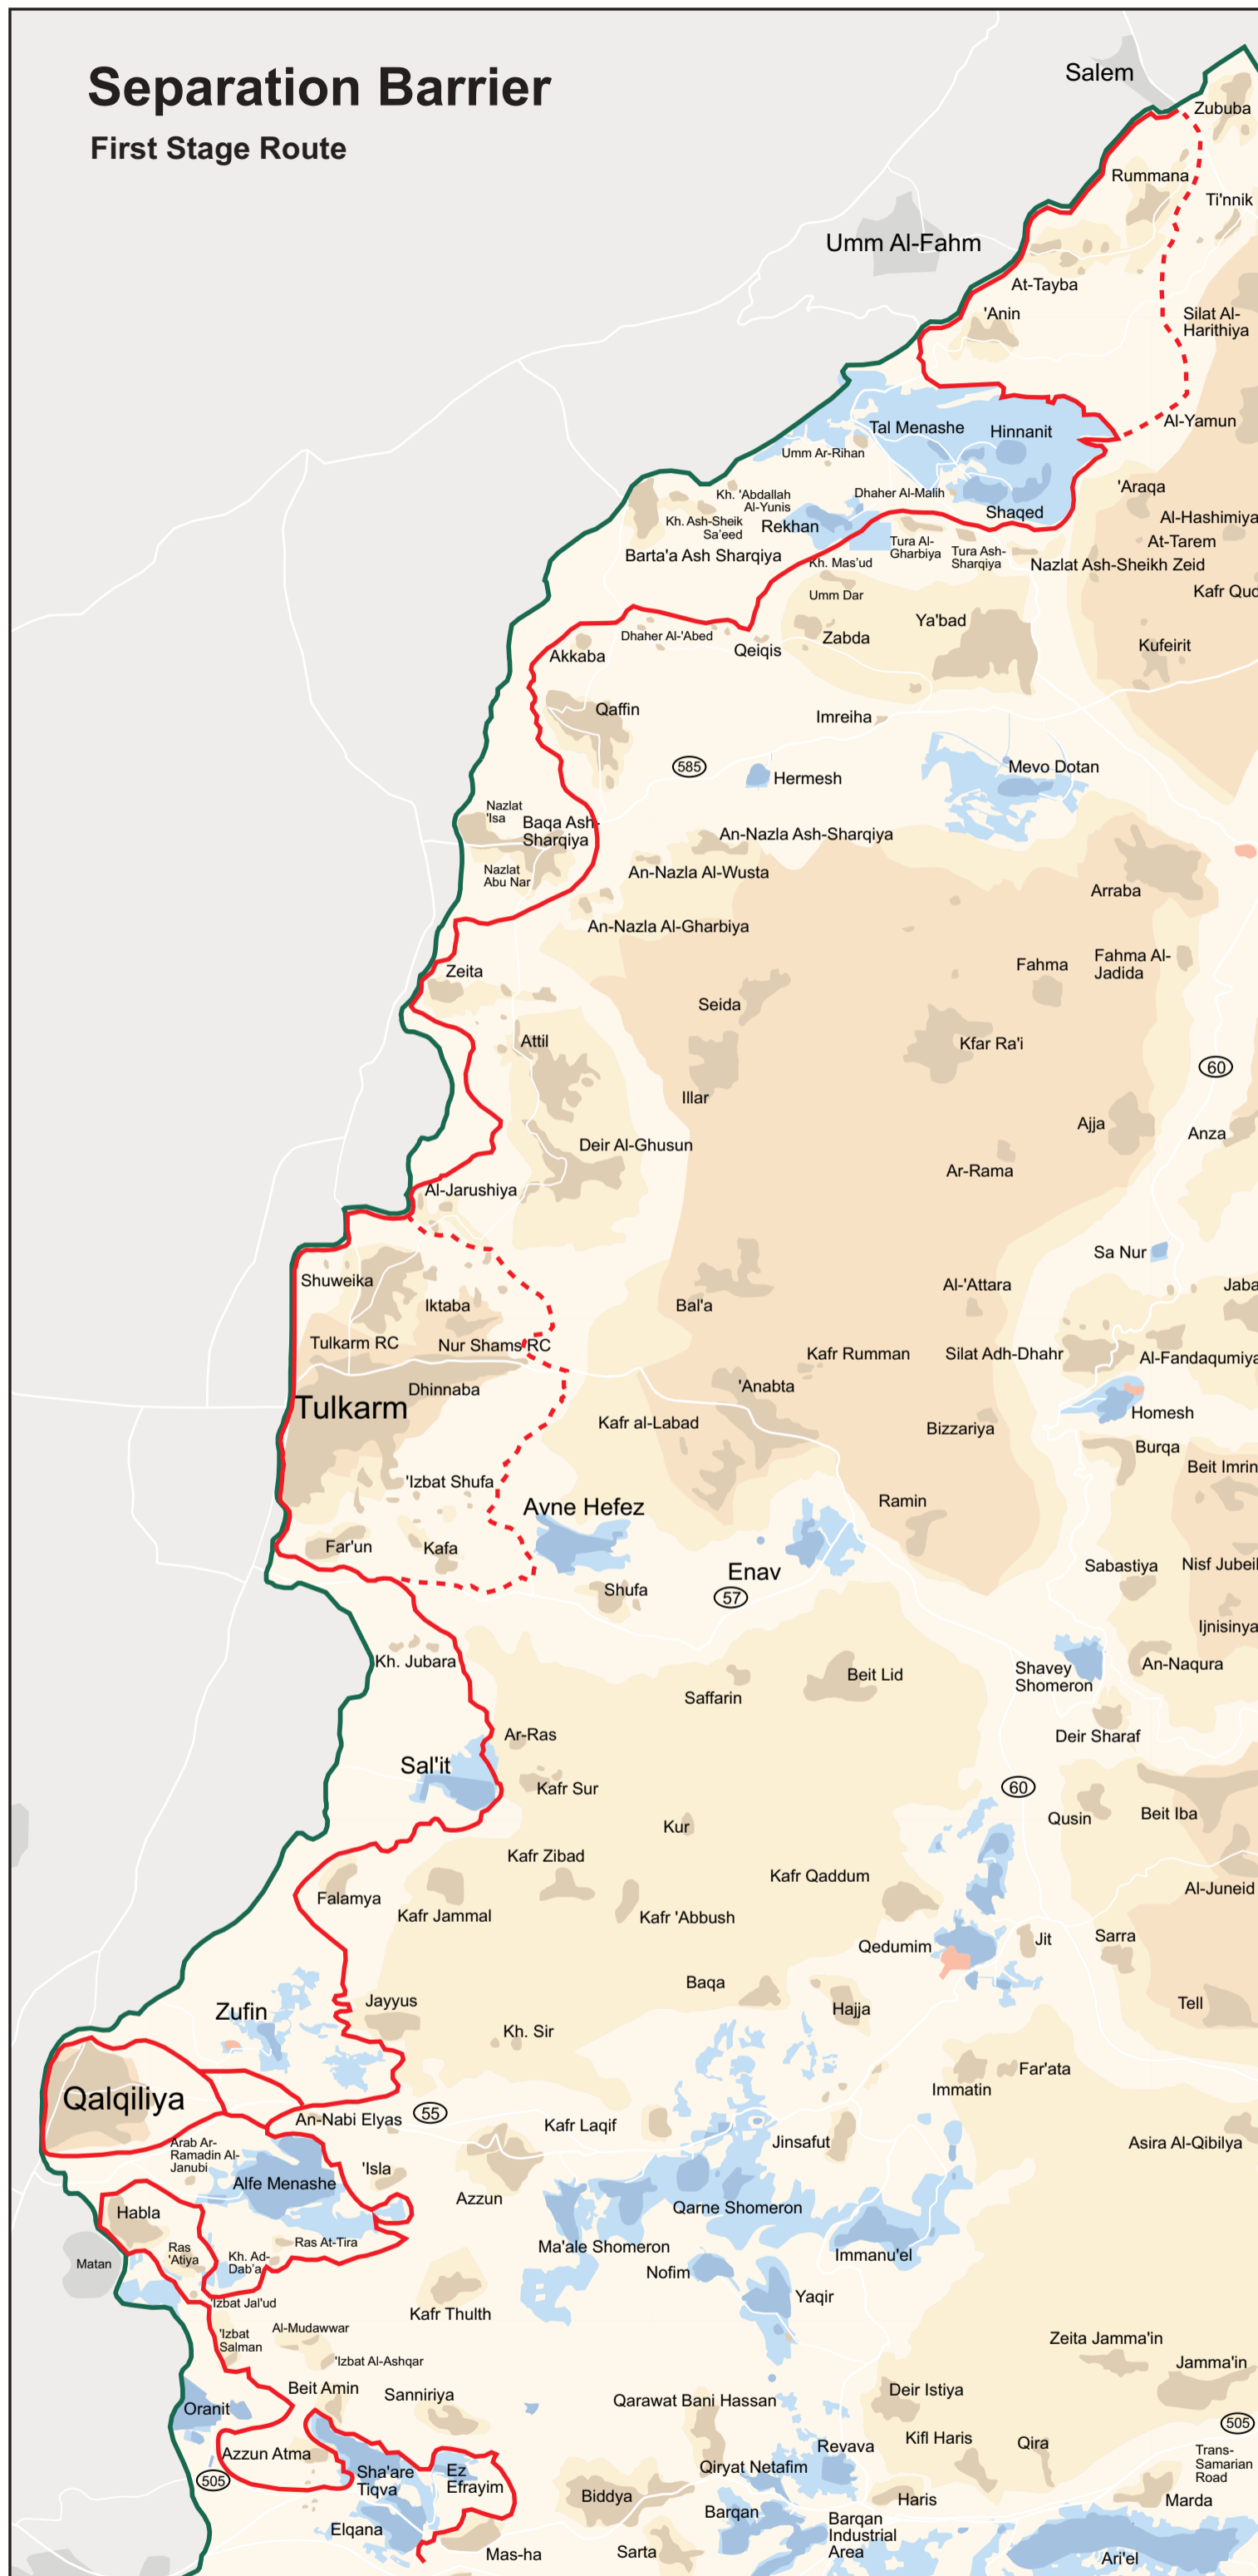 Separation Barrier
First Stage Route
Salem
Zububa
Rummana
Ti'nnik
Umm Al-Fahm
At-Tayba
'Anin
Silat Al-
Harithiya
Al-Yamun
Tal Menashe
Hinnanit
Umm Ar-Rihan
Kh. 'Abdallah
Al-Yunis
Dhaher Al-Malih
'Araqa
Shaqed
Al-Hashimiya
Kh. Ash-Sheik
Sa'eed
Rekhan
At-Tarem
Barta'a Ash Sharqiya
Tura Al-
Gharbiya
Tura Ash-
Sharqiya
Kh. Mas'ud
Nazlat Ash-Sheikh Zeid
Umm Dar
Kafr Qud
Ya'bad
Dhaher Al-'Abed
Zabda
Qeiqis
Akkaba
Kufeirit
Qaffin
Imreiha
585
Hermesh
Mevo Dotan
Nazlat
'Isa
Baqa Ash-
Sharqiya
An-Nazla Ash-Sharqiya
Nazlat
Abu Nar
An-Nazla Al-Wusta
Arraba
An-Nazla Al-Gharbiya
Zeita
Fahma
Fahma Al-
Jadida
Seida
Attil
Kfar Ra'i
60
Illar
Ajja
Anza
Deir Al-Ghusun
Ar-Rama
Al-Jarushiya
Sa Nur
Shuweika
Al-'Attara
Jaba
Iktaba
Bal'a
Tulkarm RC
Nur Shams RC
Kafr Rumman
Silat Adh-Dhahr
Al-Fandaqumiya
Dhinnaba
'Anabta
Tulkarm
Kafr al-Labad
Homesh
Bizzariya
Burqa
Beit Imrin
'Izbat Shufa
Avne Hefez
Ramin
Far'un
Kafa
Enav
Sabastiya
Nisf Jubeil
Shufa
57
Ijnisinya
Kh. Jubara
Beit Lid
Shavey
Shomeron
An-Naqura
Saffarin
Ar-Ras
Deir Sharaf
Sal'it
Kafr Sur
60
Kur
Qusin
Beit Iba
Kafr Zibad
Kafr Qaddum
Al-Juneid
Falamya
Kafr Jammal
Kafr 'Abbush
Qedumim
Jit
Sarra
Baqa
Zufin
Jayyus
Hajja
Tell
Kh. Sir
Far'ata
Qalqiliya
Immatin
An-Nabi Elyas
55
Kafr Laqif
Jinsafut
Asira Al-Qibilya
Arab Ar-
Ramadin Al-
Janubi
'Isla
Alfe Menashe
Azzun
Qarne Shomeron
Habla
Ras At-Tira
Ma'ale Shomeron
Immanu'el
Ras
'Atiya
Kh. Ad-
Dab'a
Matan
Nofim
Yaqir
'Izbat Jal'ud
Kafr Thulth
'Izbat
Salman
Al-Mudawwar
Zeita Jamma'in
'Izbat Al-Ashqar
Jamma'in
Beit Amin
Sanniriya
Qarawat Bani Hassan
Deir Istiya
Oranit
505
Kifl Haris
Qira
Azzun Atma
Revava
Trans-
Samarian
Road
505
Sha'are
Tiqva
Ez
Efrayim
Qiryat Netafim
Biddya
Haris
Marda
Barqan
Elqana
Barqan
Industrial
Area
Mas-ha
Sarta
Ari'el